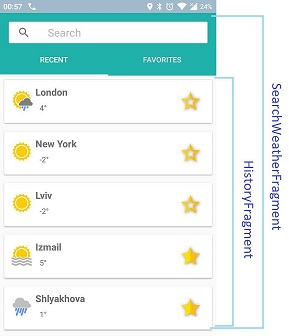 00:57
24%
Search
RECENT
FAVORITES
London
4°
New York
-2°
Lviv
-2°
Izmail
5°
Shlyakhova
1°
HistoryFragment
SearchWeatherFragment